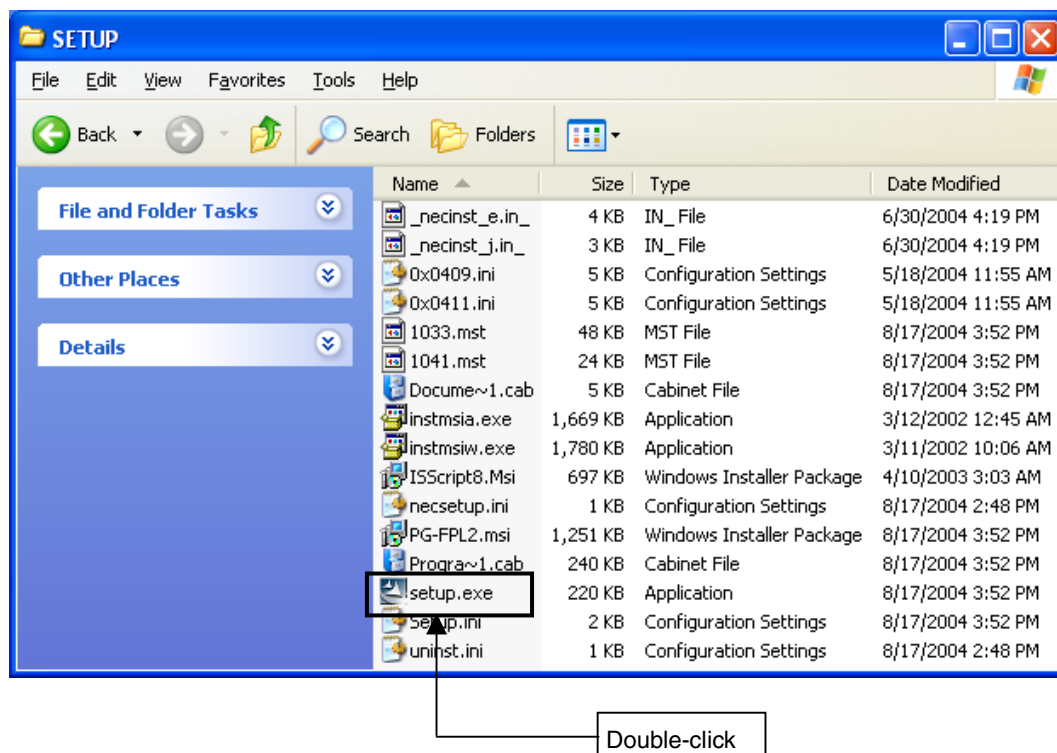 SETUP
File Edit View Favorites Tools Help
Back Search Folders
File and Folder Tasks
Other Places
Details
Name Size Type Date Modified
_necinst_e.in_ 4 KB IN_ File 6/30/2004 4:19 PM
_necinst_j.in_ 3 KB IN_ File 6/30/2004 4:19 PM
0x0409.ini 5 KB Configuration Settings 5/18/2004 11:55 AM
0x0411.ini 5 KB Configuration Settings 5/18/2004 11:55 AM
1033.mst 48 KB MST File 8/17/2004 3:52 PM
1041.mst 24 KB MST File 8/17/2004 3:52 PM
Docume~1.cab 5 KB Cabinet File 8/17/2004 3:52 PM
instmsia.exe 1,669 KB Application 3/12/2002 12:45 AM
instmsiw.exe 1,780 KB Application 3/11/2002 10:06 AM
ISScript8.Msi 697 KB Windows Installer Package 4/10/2003 3:03 AM
necsetup.ini 1 KB Configuration Settings 8/17/2004 2:48 PM
PG-FPL2.msi 1,251 KB Windows Installer Package 8/17/2004 3:52 PM
Progra~1.cab 240 KB Cabinet File 8/17/2004 3:52 PM
setup.exe 220 KB Application 8/17/2004 3:52 PM
Setup.ini 2 KB Configuration Settings 8/17/2004 3:52 PM
uninst.ini 1 KB Configuration Settings 8/17/2004 2:48 PM
Double-click